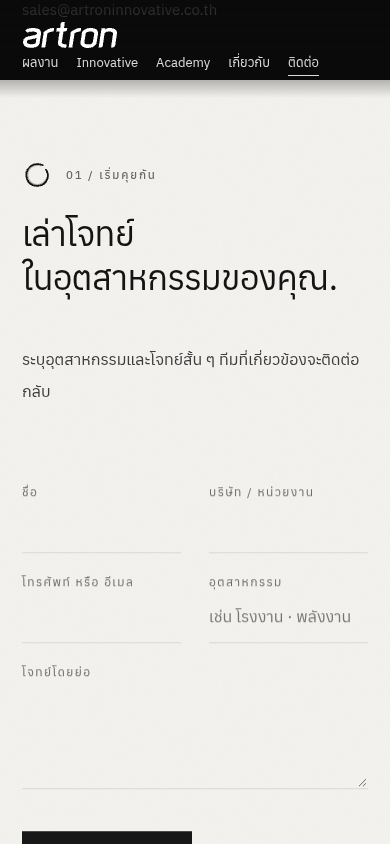 sales@artroninnovative.co.th
artron
ผลงาน Innovative Academy เกี่ยวกับ ติดต่อ
01 / เริ่มคุยกัน
เล่าโจทย์
ในอุตสาหกรรมของคุณ.
ระบุอุตสาหกรรมและโจทย์สั้น ๆ ทีมที่เกี่ยวข้องจะติดต่อ
กลับ
ชื่อ บริษัท / หน่วยงาน
โทรศัพท์ หรือ อีเมล อุตสาหกรรม
เช่น โรงงาน · พลังงาน
โจทย์โดยย่อ